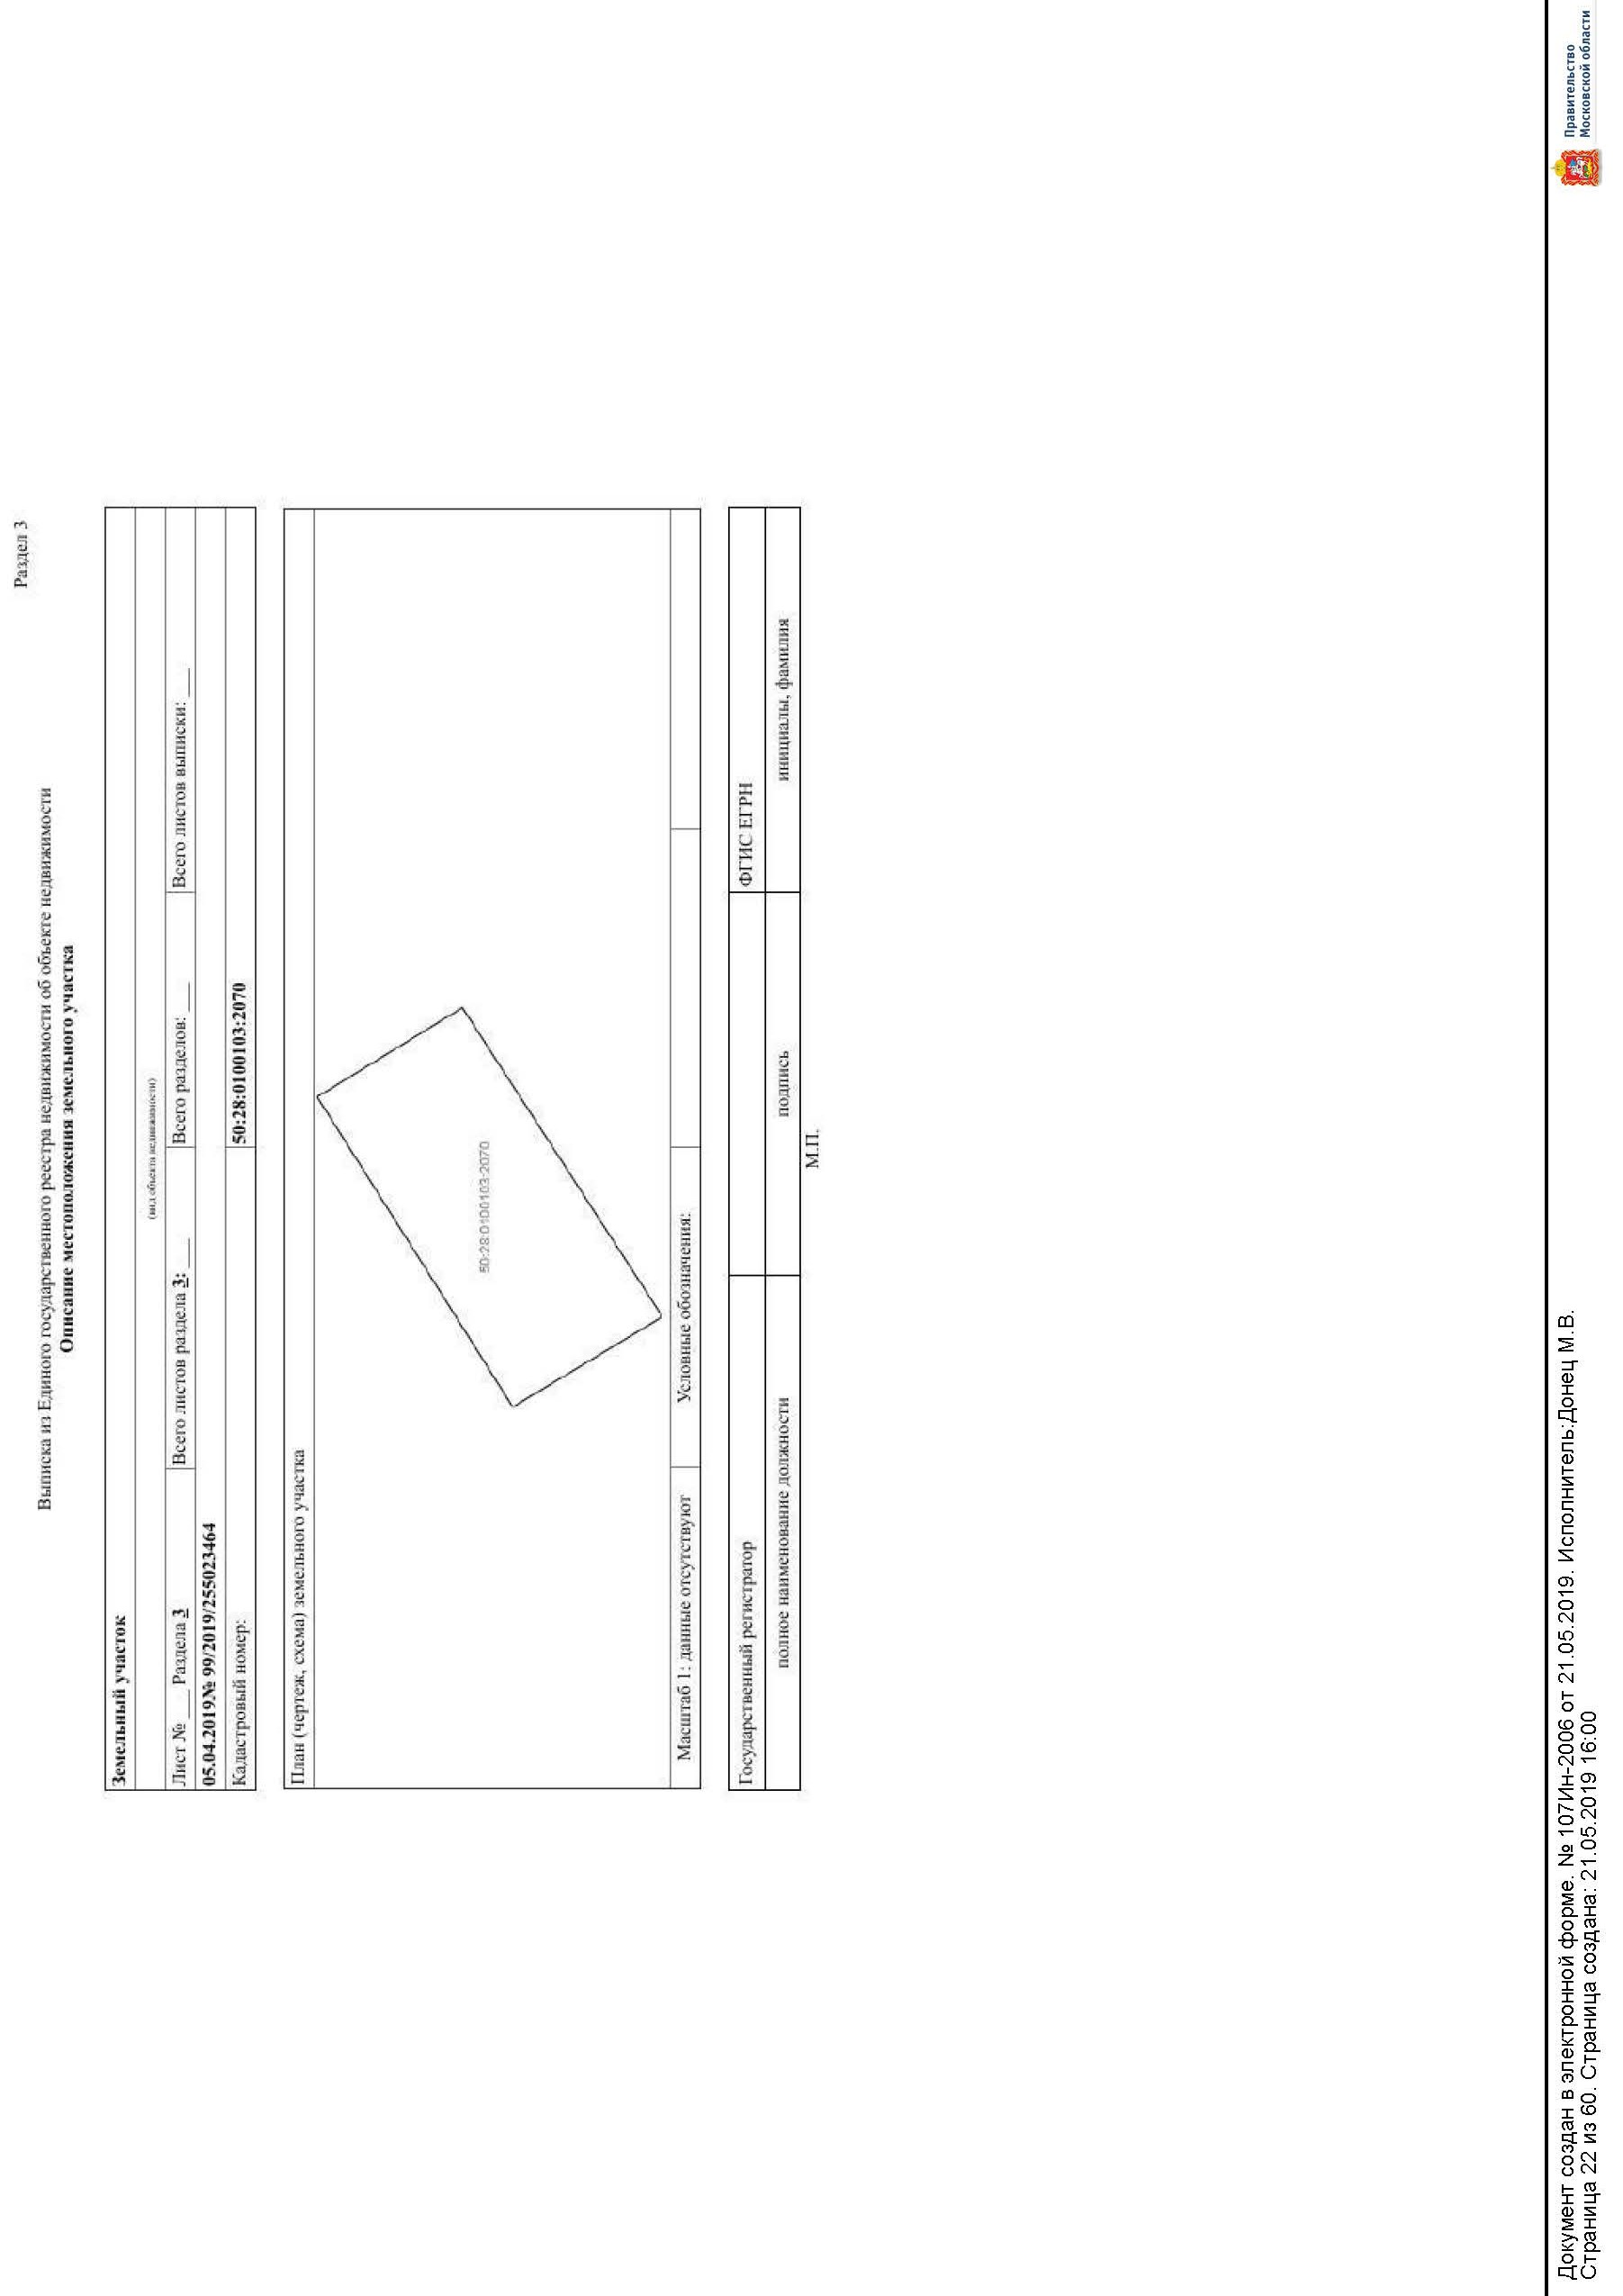 Раздел 3
Выписка из Единого государственного реестра недвижимости об объекте недвижимости
Описание местоположения земельного участка
Земельный участок
(вид объекта недвижимости)
Лист № ___ Раздела 3 Всего листов раздела 3: ___ Всего разделов: ___ Всего листов выписки: ___
05.04.2019№ 99/2019/255023464
Кадастровый номер: 50:28:0100103:2070
План (чертеж, схема) земельного участка
50:28:0100103:2070
Масштаб 1: данные отсутствуют Условные обозначения:
Государственный регистратор ФГИС ЕГРН
полное наименование должности подпись инициалы, фамилия
М.П.
Документ создан в электронной форме. № 107Ин-2006 от 21.05.2019. Исполнитель:Донец М.В.
Страница 22 из 60. Страница создана: 21.05.2019 16:00
Правительство
Московской области